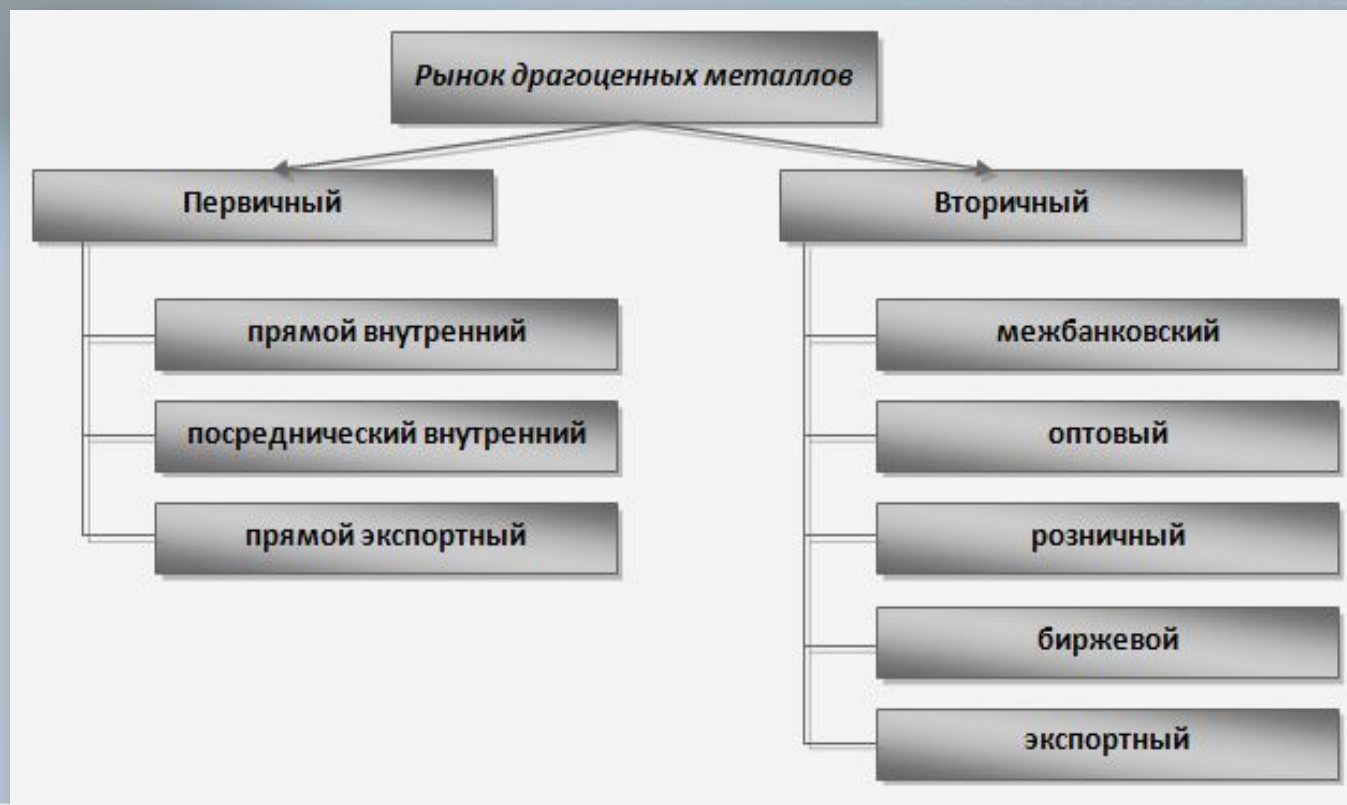 Рынок драгоценных металлов
Первичный
прямой внутренний
посреднический внутренний
прямой экспортный
Вторичный
межбанковский
оптовый
розничный
биржевой
экспортный